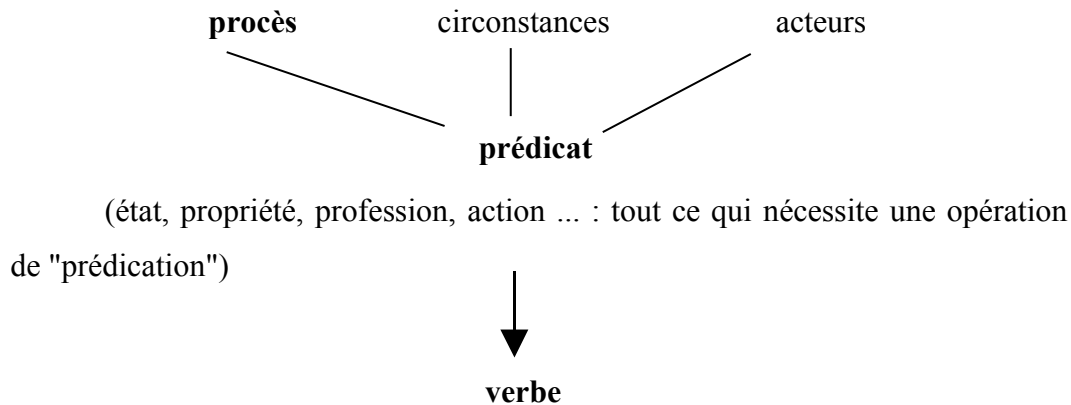 procès circonstances acteurs
prédicat
(état, propriété, profession, action ... : tout ce qui nécessite une opération
de "prédication")
verbe